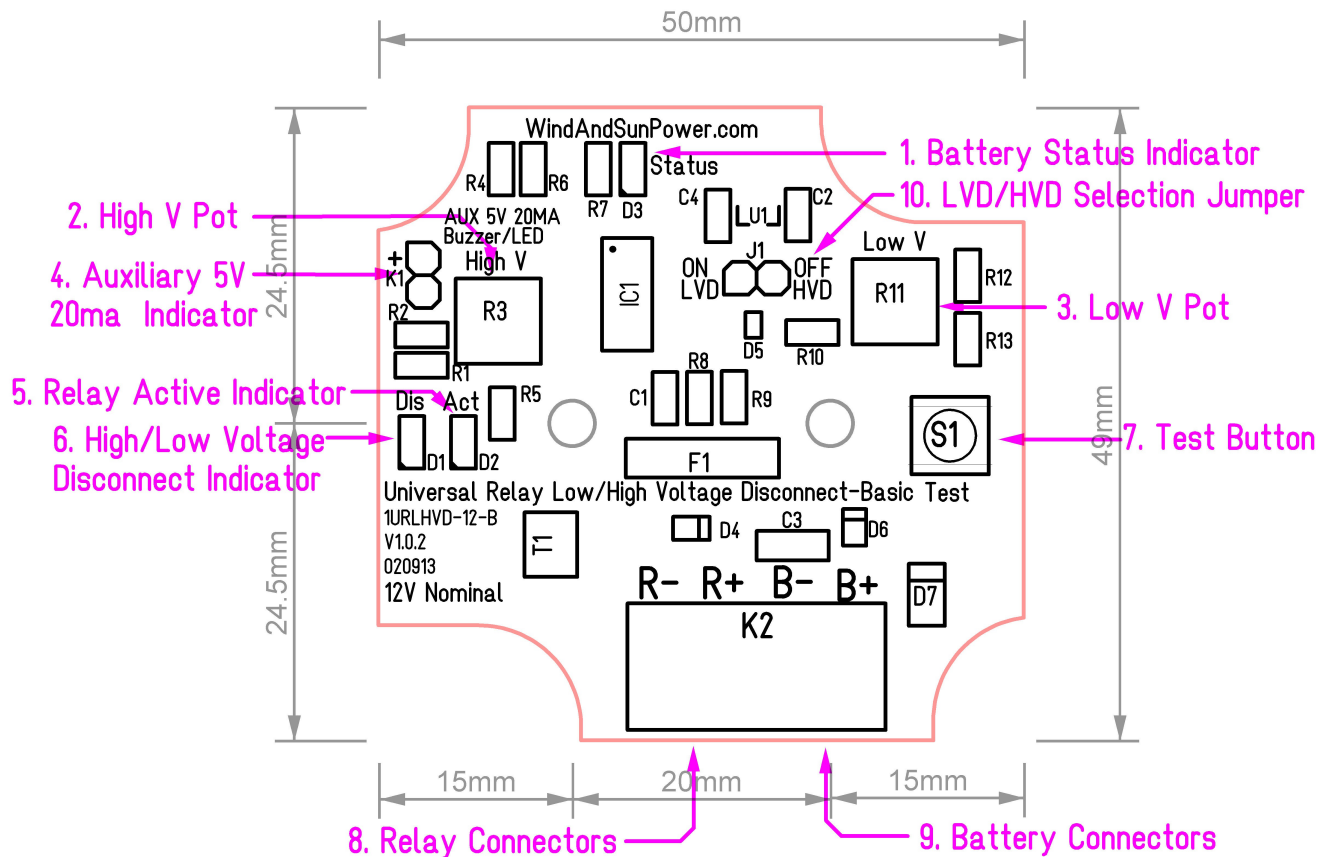 50mm
WindAndSunPower.com
1. Battery Status Indicator
Status
R4
R6
R7
D3
10. LVD/HVD Selection Jumper
C4
U1
C2
2. High V Pot
AUX 5V 20MA
Buzzer/LED
High V
J1
Low V
24.5mm
4. Auxiliary 5V
20ma Indicator
+
K1
ON
LVD
OFF
HVD
R12
R3
IC1
R11
3. Low V Pot
R2
D5
R10
R13
R1
R8
5. Relay Active Indicator
Dis
Act
R5
C1
R9
6. High/Low Voltage
Disconnect Indicator
D1
D2
F1
S1
7. Test Button
49mm
Universal Relay Low/High Voltage Disconnect-Basic
Test
1URLHVD-12-B
V1.0.2
020913
12V Nominal
T1
D4
C3
D6
24.5mm
R-
R+
B-
B+
D7
K2
15mm
20mm
15mm
8. Relay Connectors
9. Battery Connectors